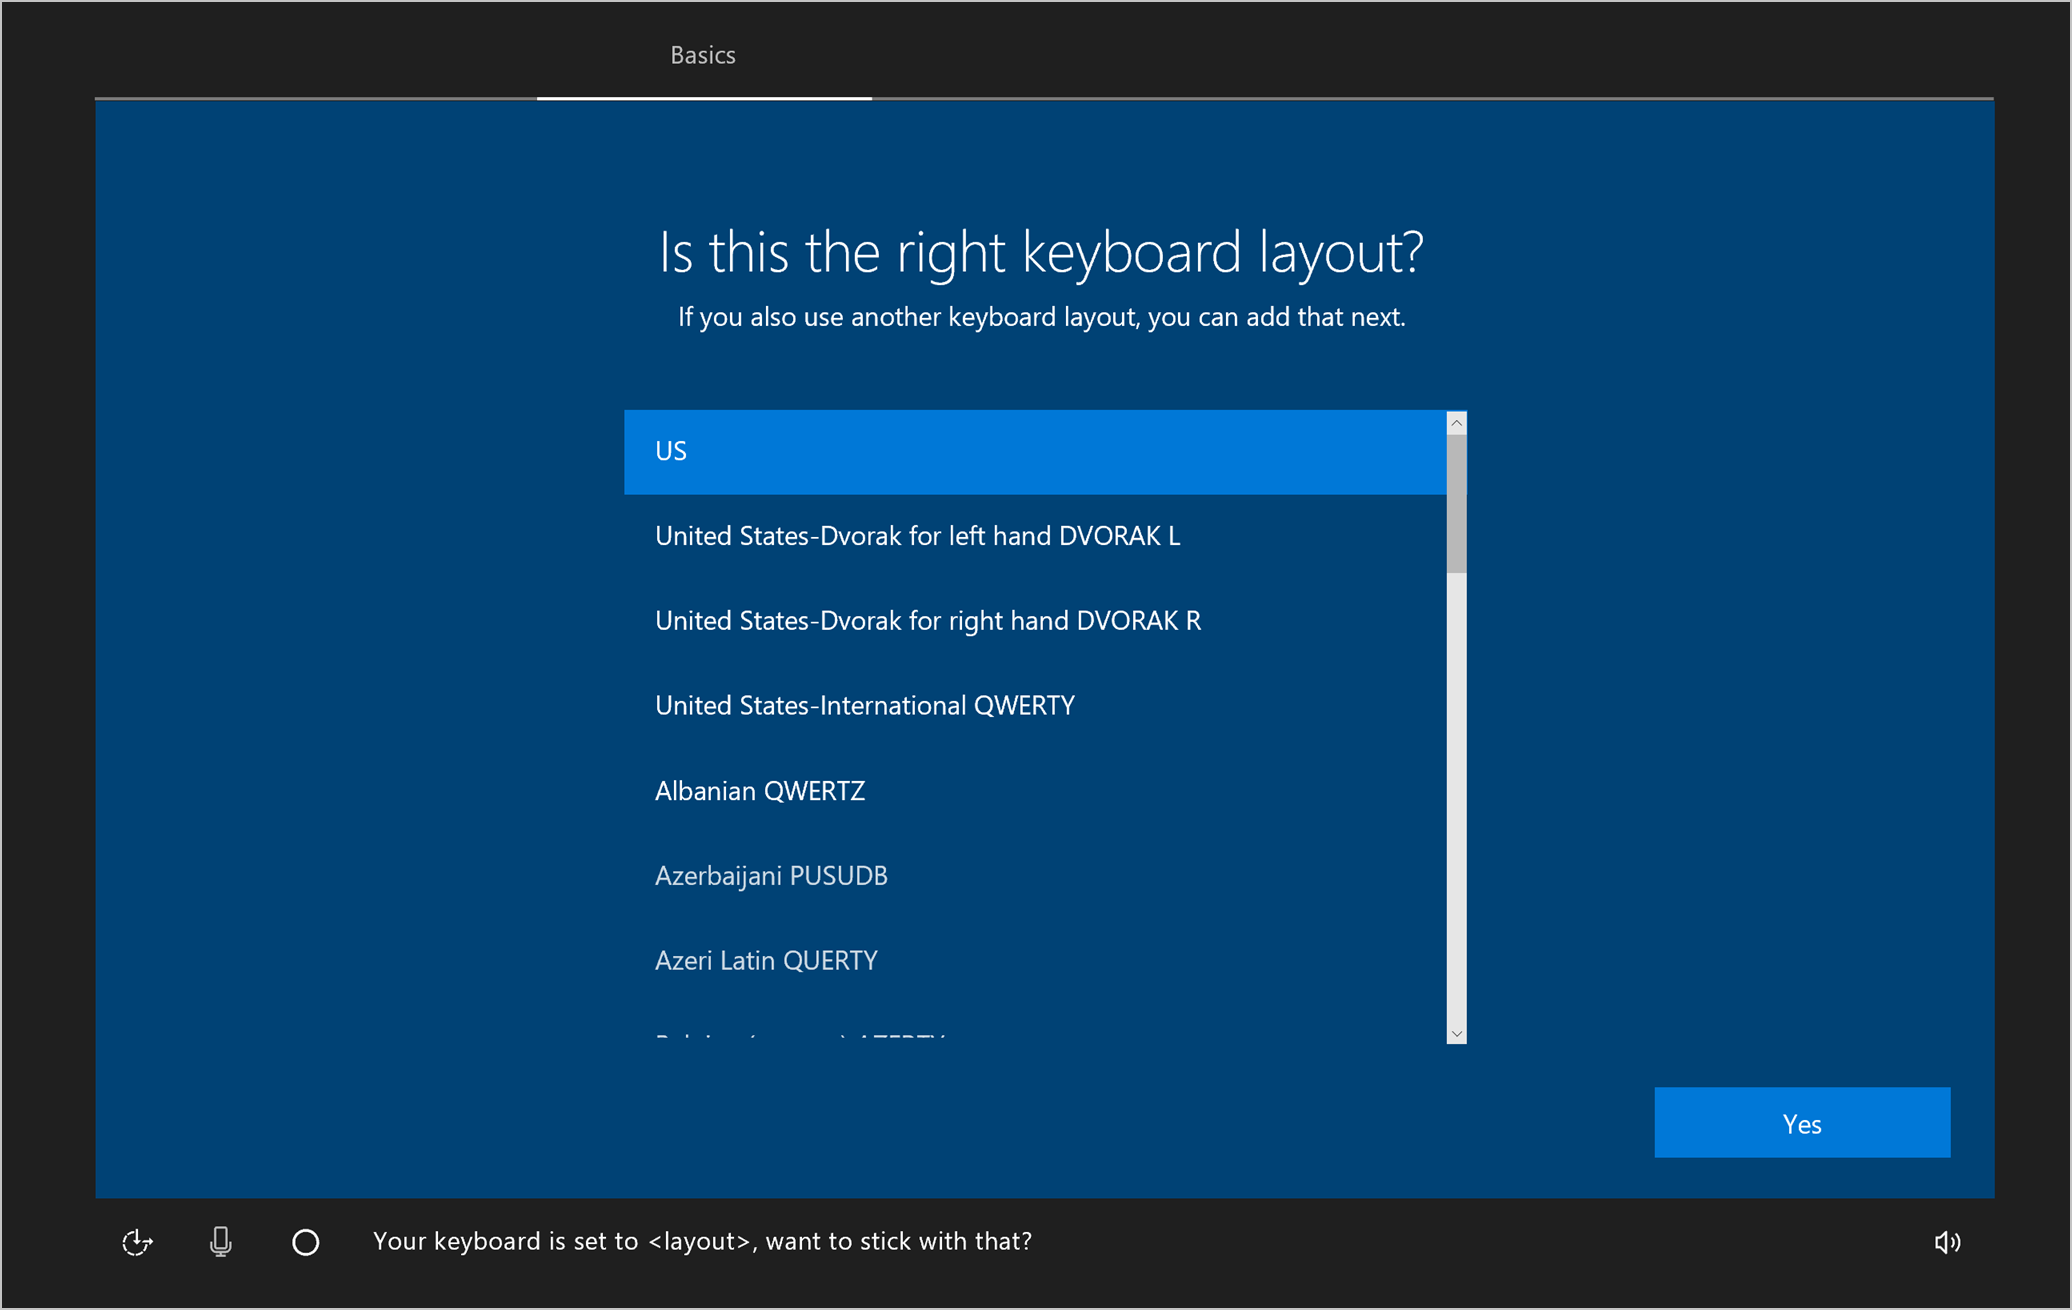 Basics
Is this the right keyboard layout?
If you also use another keyboard layout, you can add that next.
US
United States-Dvorak for left hand DVORAK L
United States-Dvorak for right hand DVORAK R
United States-International QWERTY
Albanian QWERTZ
Azerbaijani PUSUDB
Azeri Latin QUERTY
AZERTY
Yes
Your keyboard is set to <layout>, want to stick with that?